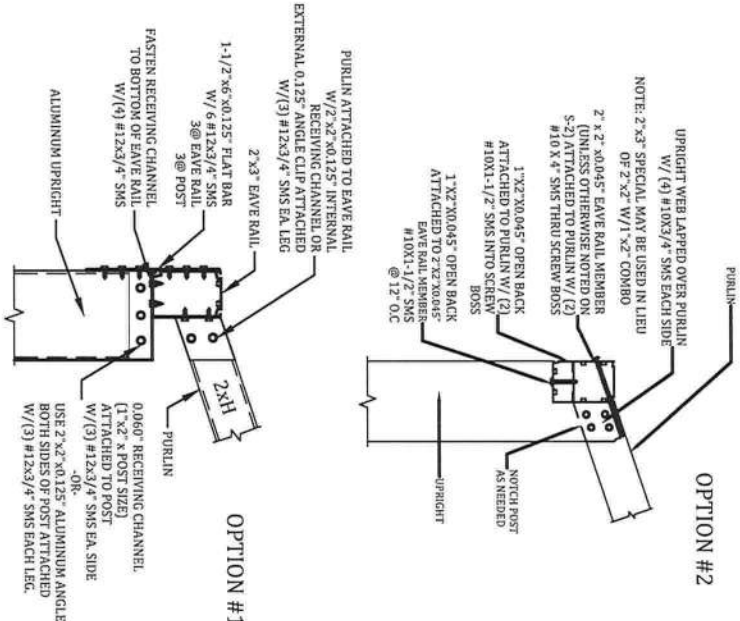 PURLIN
OPTION #2
UPRIGHT WEB LAPPED OVER PURLIN
W/ (4) #10X3/4" SMS EACH SIDE
NOTE: 2"x3" SPECIAL MAY BE USED IN LIEU
OF 2"x2" W/1"x2" COMBO
2" x 2" x0.045" EAVE RAIL MEMBER
(UNLESS OTHERWISE NOTED ON
S-2) ATTACHED TO PURLIN W/ (2)
#10 X 4" SMS THRU SCREW BOSS
1"X2"X0.045" OPEN BACK
ATTACHED TO PURLIN W/ (2)
#10X1-1/2" SMS INTO SCREW
BOSS
1"X2"X0.045" OPEN BACK
ATTACHED TO 2"X2"X0.045"
EAVE RAIL MEMBER
#10X1-1/2" SMS
@ 12" O.C
NOTCH POST
AS NEEDED
UPRIGHT
OPTION #1
PURLIN ATTACHED TO EAVE RAIL
W/2"x2"x0.125" INTERNAL
RECEIVING CHANNEL OR
EXTERNAL 0.125" ANGLE CLIP ATTACHED
W/(3) #12x3/4" SMS EA. LEG
2"x3" EAVE RAIL
1-1/2"x6"x0.125" FLAT BAR
W/ 6 #12x3/4" SMS
3@ EAVE RAIL
3@ POST
FASTEN RECEIVING CHANNEL
TO BOTTOM OF EAVE RAIL
W/(4) #12x3/4" SMS
ALUMINUM UPRIGHT
2xH
PURLIN
0.060" RECEIVING CHANNEL
(1"x2" x POST SIZE)
ATTACHED TO POST
W/(3) #12x3/4" SMS EA. SIDE
-OR-
USE 2"x2"x0.125" ALUMINUM ANGLE
BOTH SIDES OF POST ATTACHED
W/(3) #12x3/4" SMS EACH LEG.